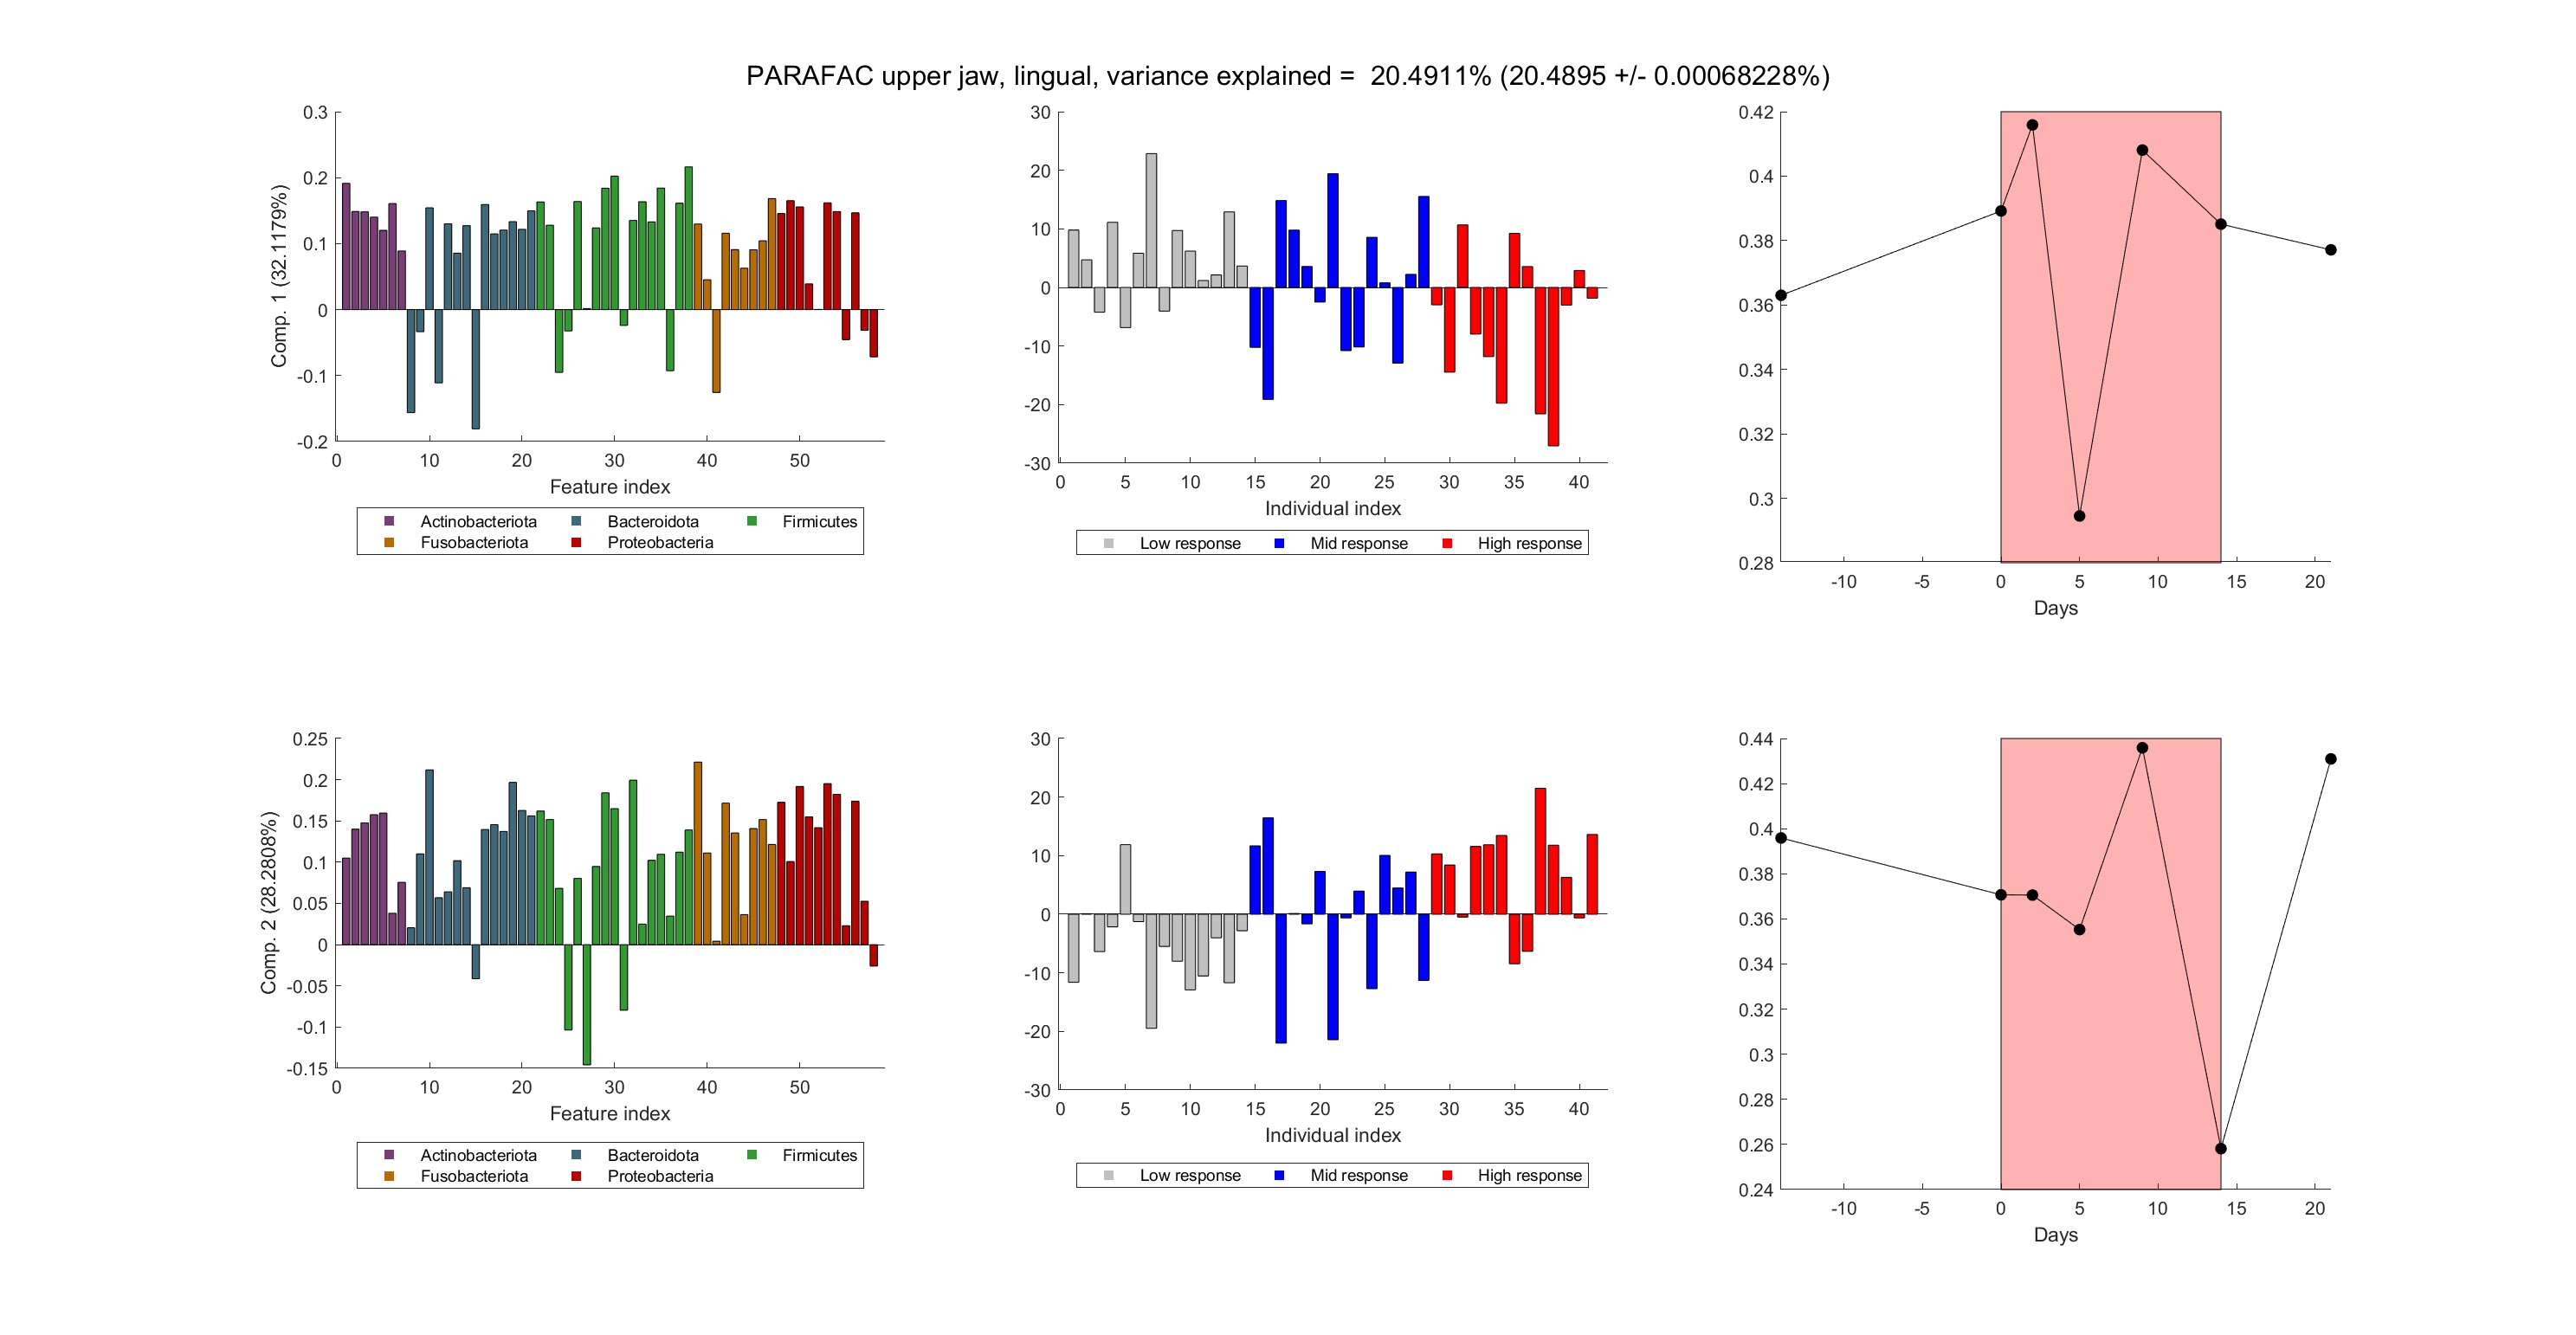 PARAFAC upper jaw, lingual, variance explained =  20.4911% (20.4895 +/- 0.00068228%)
0.3
0.2
0.1
0
-0.1
-0.2
Comp. 1 (32.1179%)
0 10 20 30 40 50
Feature index
Actinobacteriota Bacteroidota Firmicutes
Fusobacteriota Proteobacteria
30
20
10
0
-10
-20
-30
0 5 10 15 20 25 30 35 40
Individual index
Low response Mid response High response
0.42
0.4
0.38
0.36
0.34
0.32
0.3
0.28
-10 -5 0 5 10 15 20
Days
0.25
0.2
0.15
0.1
0.05
0
-0.05
-0.1
-0.15
Comp. 2 (28.2808%)
0 10 20 30 40 50
Feature index
Actinobacteriota Bacteroidota Firmicutes
Fusobacteriota Proteobacteria
30
20
10
0
-10
-20
-30
0 5 10 15 20 25 30 35 40
Individual index
Low response Mid response High response
0.44
0.42
0.4
0.38
0.36
0.34
0.32
0.3
0.28
0.26
0.24
-10 -5 0 5 10 15 20
Days